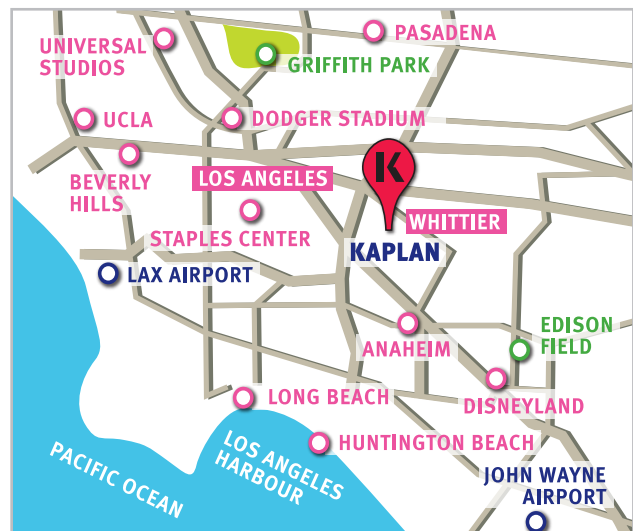 PASADENA
UNIVERSAL
STUDIOS
GRIFFITH PARK
UCLA
DODGER STADIUM
BEVERLY
HILLS
LOS ANGELES
K
WHITTIER
STAPLES CENTER
KAPLAN
LAX AIRPORT
EDISON
FIELD
ANAHEIM
LONG BEACH
DISNEYLAND
HUNTINGTON BEACH
PACIFIC OCEAN
LOS ANGELES
HARBOUR
JOHN WAYNE
AIRPORT